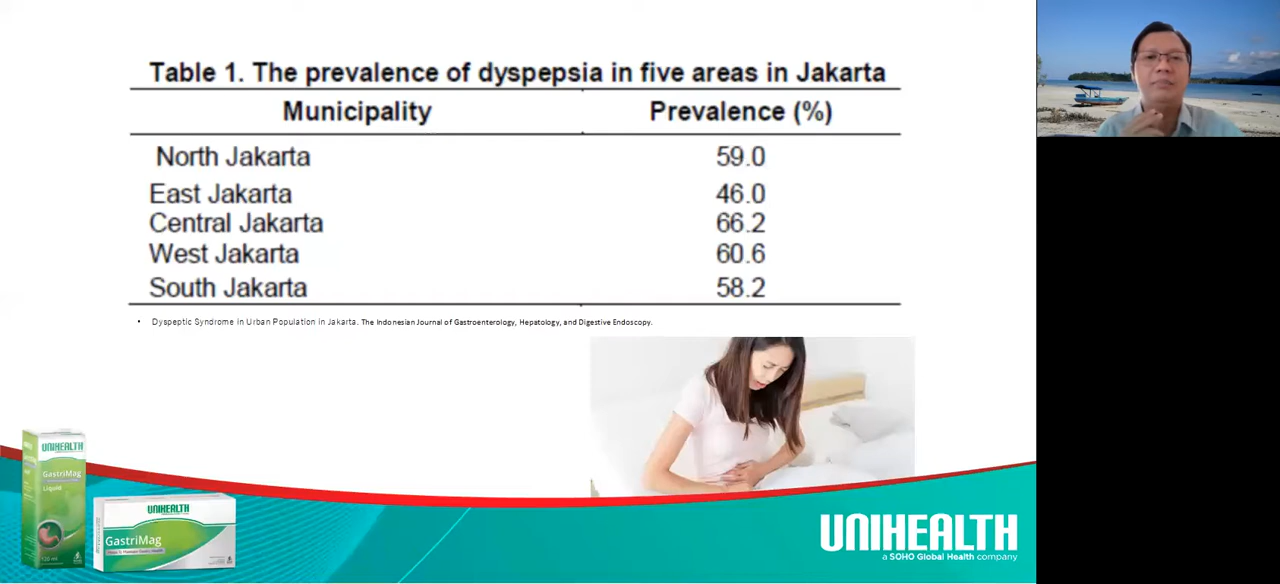 Table 1. The prevalence of dyspepsia in five areas in Jakarta
Municipality Prevalence (%)
North Jakarta 59.0
East Jakarta 46.0
Central Jakarta 66.2
West Jakarta 60.6
South Jakarta 58.2
• Dyspeptic Syndrome in Urban Population in Jakarta. The Indonesian Journal of Gastroenterology, Hepatology, and Digestive Endoscopy.
UNIHEALTH
GastriMag
Liquid
120 ml
UNIHEALTH
GastriMag
UNIHEALTH
a SOHO Global Health company